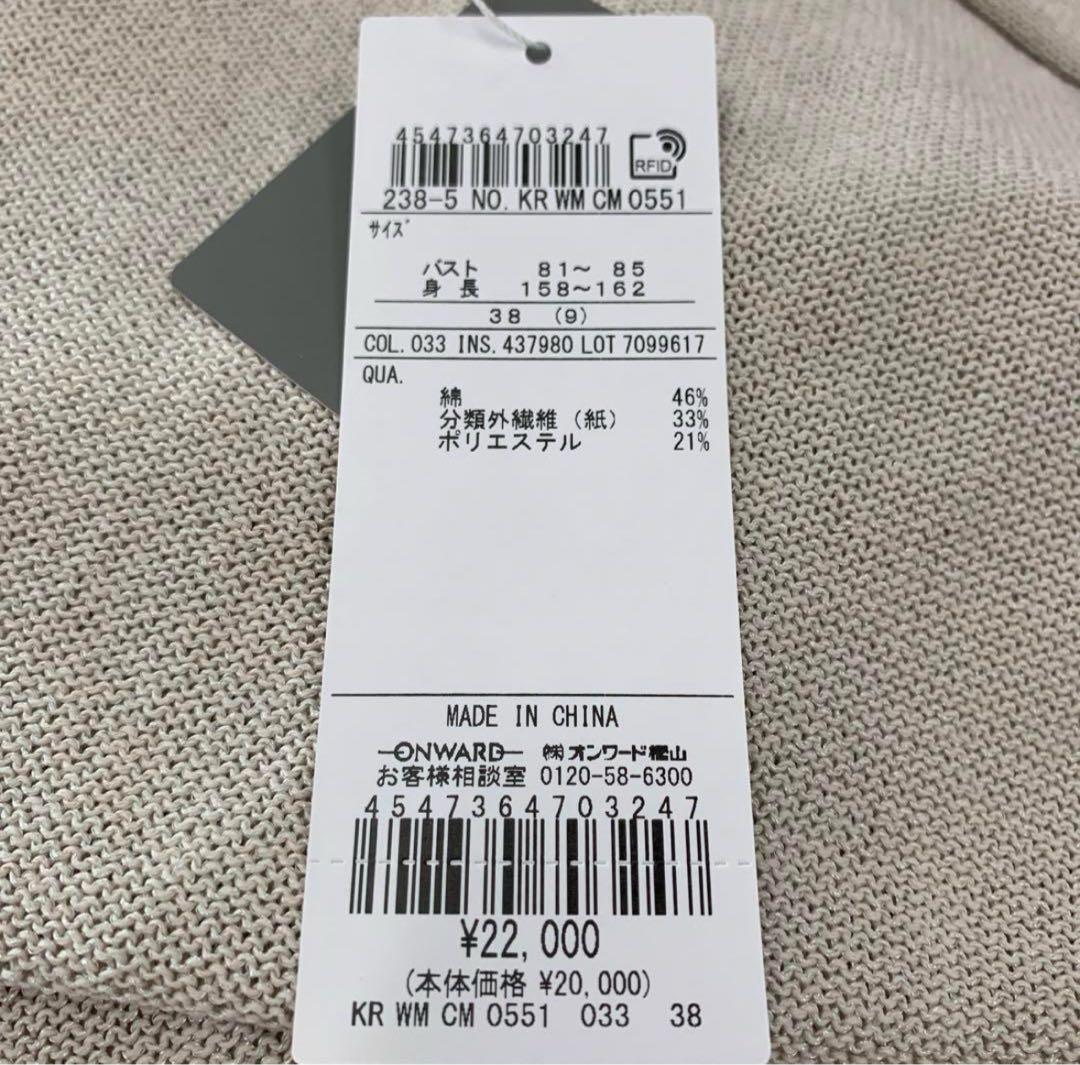 4547364703247
RFID
238-5 NO. KR WM CM 0551
サイズ
バスト 81〜 85
身長 158〜162
38 (9)
COL. 033 INS. 437980 LOT 7099617
QUA.
綿 46%
分類外繊維（紙） 33%
ポリエステル 21%
MADE IN CHINA
ONWARD ㈱オンワード樫山
お客様相談室 0120-58-6300
4547364703247
¥22,000
(本体価格 ¥20,000)
KR WM CM 0551 033 38